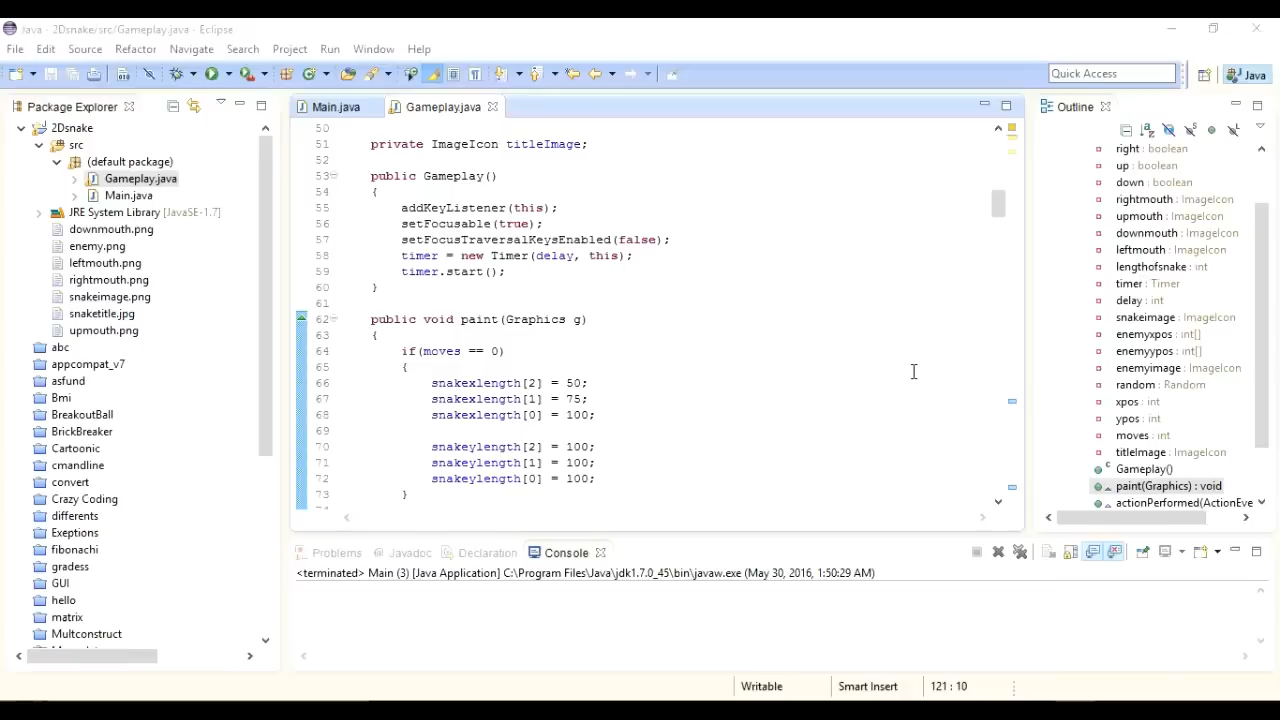 Java - 2Dsnake/src/Gameplay.java - Eclipse
File Edit Source Refactor Navigate Search Project Run Window Help
Quick Access
Java
Package Explorer
2Dsnake
src
(default package)
Gameplay.java
Main.java
JRE System Library [JavaSE-1.7]
downmouth.png
enemy.png
leftmouth.png
rightmouth.png
snakeimage.png
snaketitle.jpg
upmouth.png
abc
appcompat_v7
asfund
Bmi
BreakoutBall
BrickBreaker
Cartoonic
cmandline
convert
Crazy Coding
differents
Exeptions
fibonachi
gradess
GUI
hello
matrix
Multconstruct
Main.java Gameplay.java
50
51 private ImageIcon titleImage;
52
53 public Gameplay()
54 {
55 addKeyListener(this);
56 setFocusable(true);
57 setFocusTraversalKeysEnabled(false);
58 timer = new Timer(delay, this);
59 timer.start();
60 }
61
62 public void paint(Graphics g)
63 {
64 if(moves == 0)
65 {
66 snakexlength[2] = 50;
67 snakexlength[1] = 75;
68 snakexlength[0] = 100;
69
70 snakeylength[2] = 100;
71 snakeylength[1] = 100;
72 snakeylength[0] = 100;
73 }
Outline
right : boolean
up : boolean
down : boolean
rightmouth : ImageIcon
upmouth : ImageIcon
downmouth : ImageIcon
leftmouth : ImageIcon
lengthofsnake : int
timer : Timer
delay : int
snakeimage : ImageIcon
enemyxpos : int[]
enemyypos : int[]
enemyimage : ImageIcon
random : Random
xpos : int
ypos : int
moves : int
titleImage : ImageIcon
Gameplay()
paint(Graphics) : void
actionPerformed(ActionEve
Problems Javadoc Declaration Console
<terminated> Main (3) [Java Application] C:\Program Files\Java\jdk1.7.0_45\bin\javaw.exe (May 30, 2016, 1:50:29 AM)
Writable Smart Insert 121 : 10